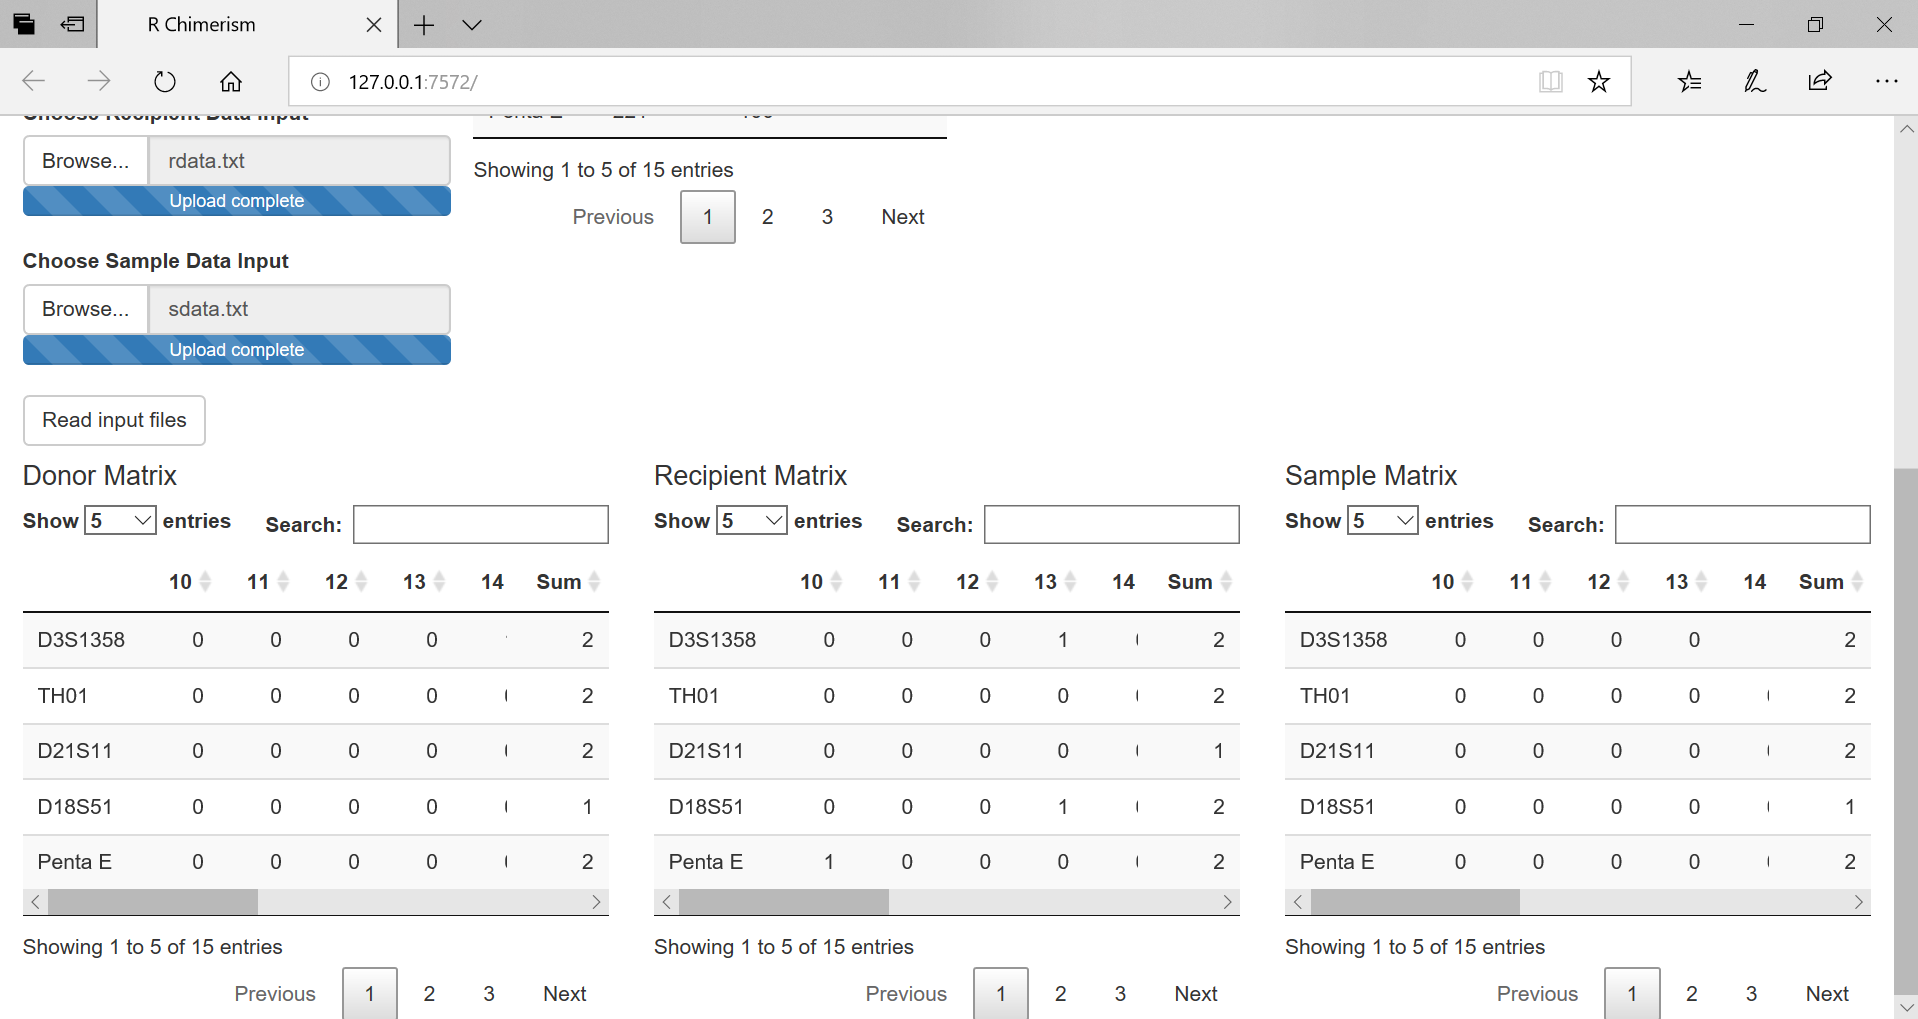 R Chimerism
127.0.0.1:7572/
Choose Recipient Data Input
Browse... rdata.txt
Upload complete
Penta E
Showing 1 to 5 of 15 entries
Previous 1 2 3 Next
Choose Sample Data Input
Browse... sdata.txt
Upload complete
Read input files
Donor Matrix
Show 5 entries Search:
10 11 12 13 14 Sum
D3S1358 0 0 0 0 2
TH01 0 0 0 0 2
D21S11 0 0 0 0 2
D18S51 0 0 0 0 1
Penta E 0 0 0 0 2
Showing 1 to 5 of 15 entries
Previous 1 2 3 Next
Recipient Matrix
Show 5 entries Search:
10 11 12 13 14 Sum
D3S1358 0 0 0 1 2
TH01 0 0 0 0 2
D21S11 0 0 0 0 1
D18S51 0 0 0 1 2
Penta E 1 0 0 0 2
Showing 1 to 5 of 15 entries
Previous 1 2 3 Next
Sample Matrix
Show 5 entries Search:
10 11 12 13 14 Sum
D3S1358 0 0 0 0 2
TH01 0 0 0 0 2
D21S11 0 0 0 0 2
D18S51 0 0 0 0 1
Penta E 0 0 0 0 2
Showing 1 to 5 of 15 entries
Previous 1 2 3 Next